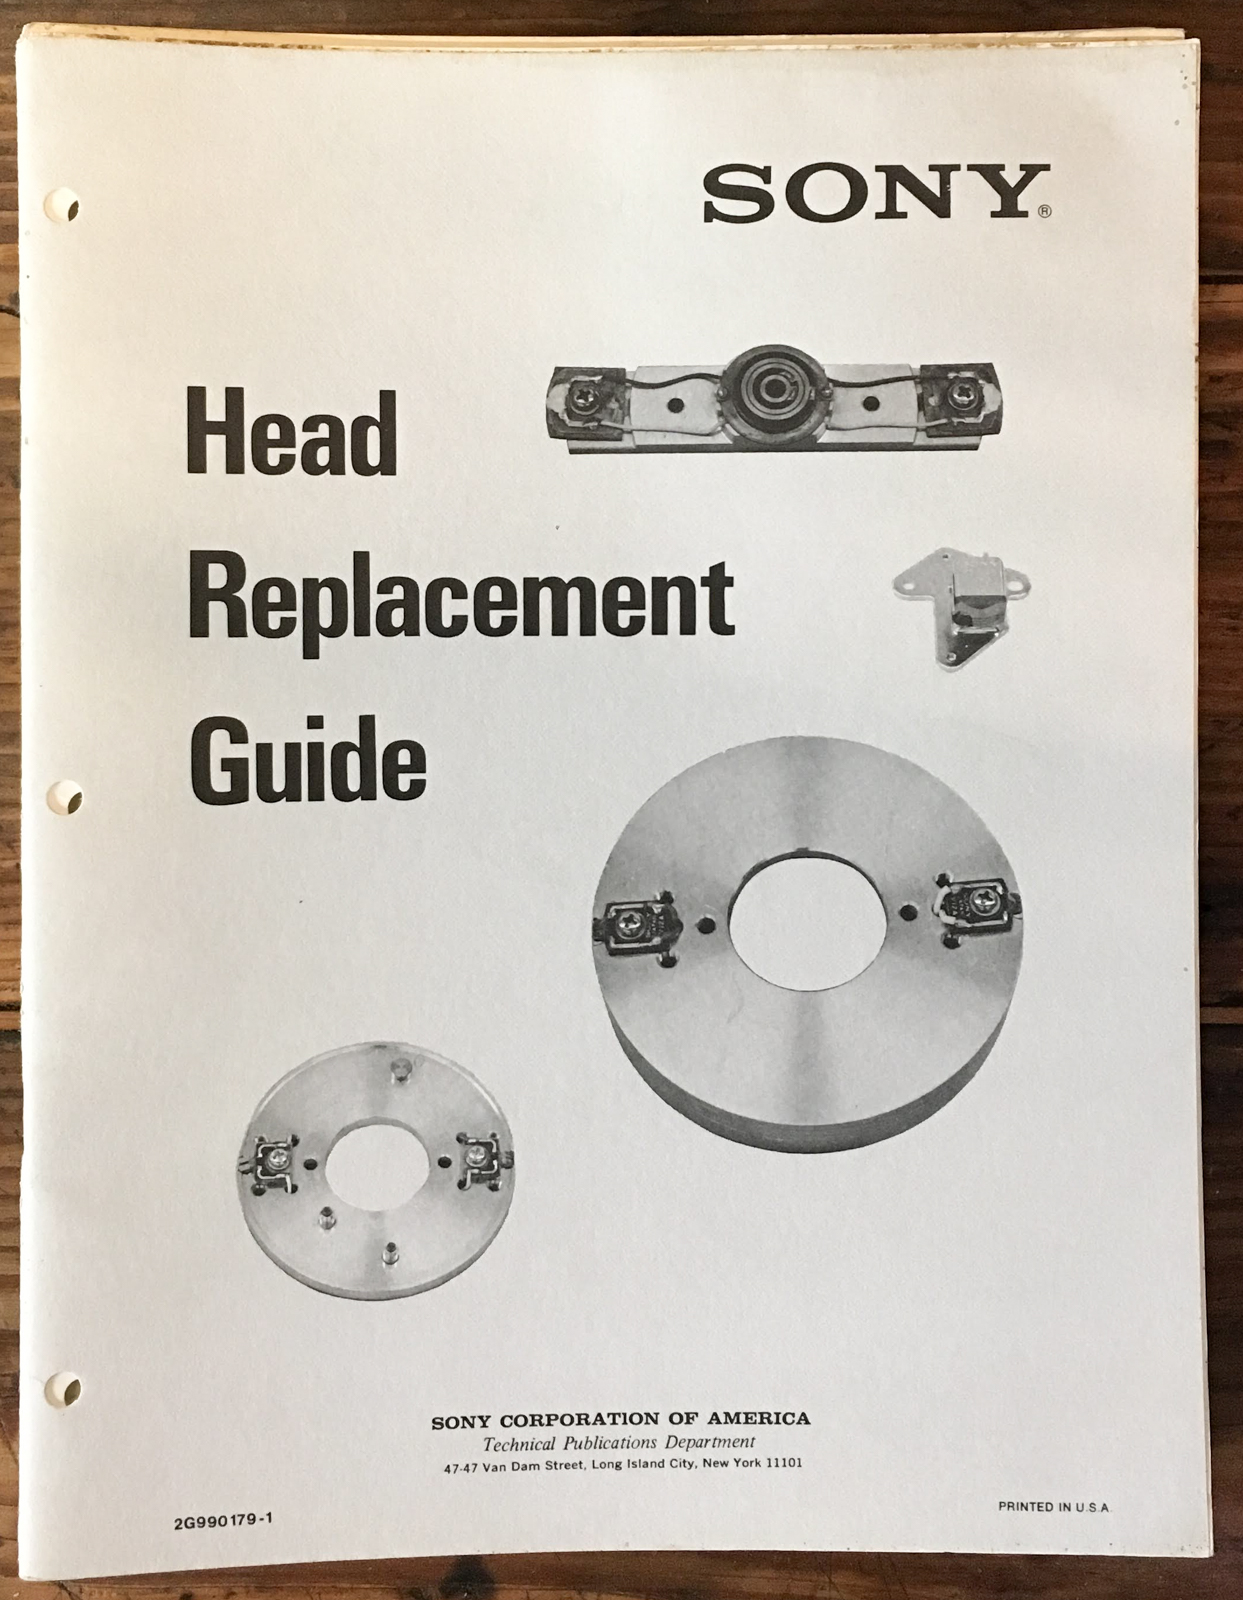 SONY®
Head
Replacement
Guide
SONY CORPORATION OF AMERICA
Technical Publications Department
47-47 Van Dam Street, Long Island City, New York 11101
2G990179-1
PRINTED IN U.S.A.